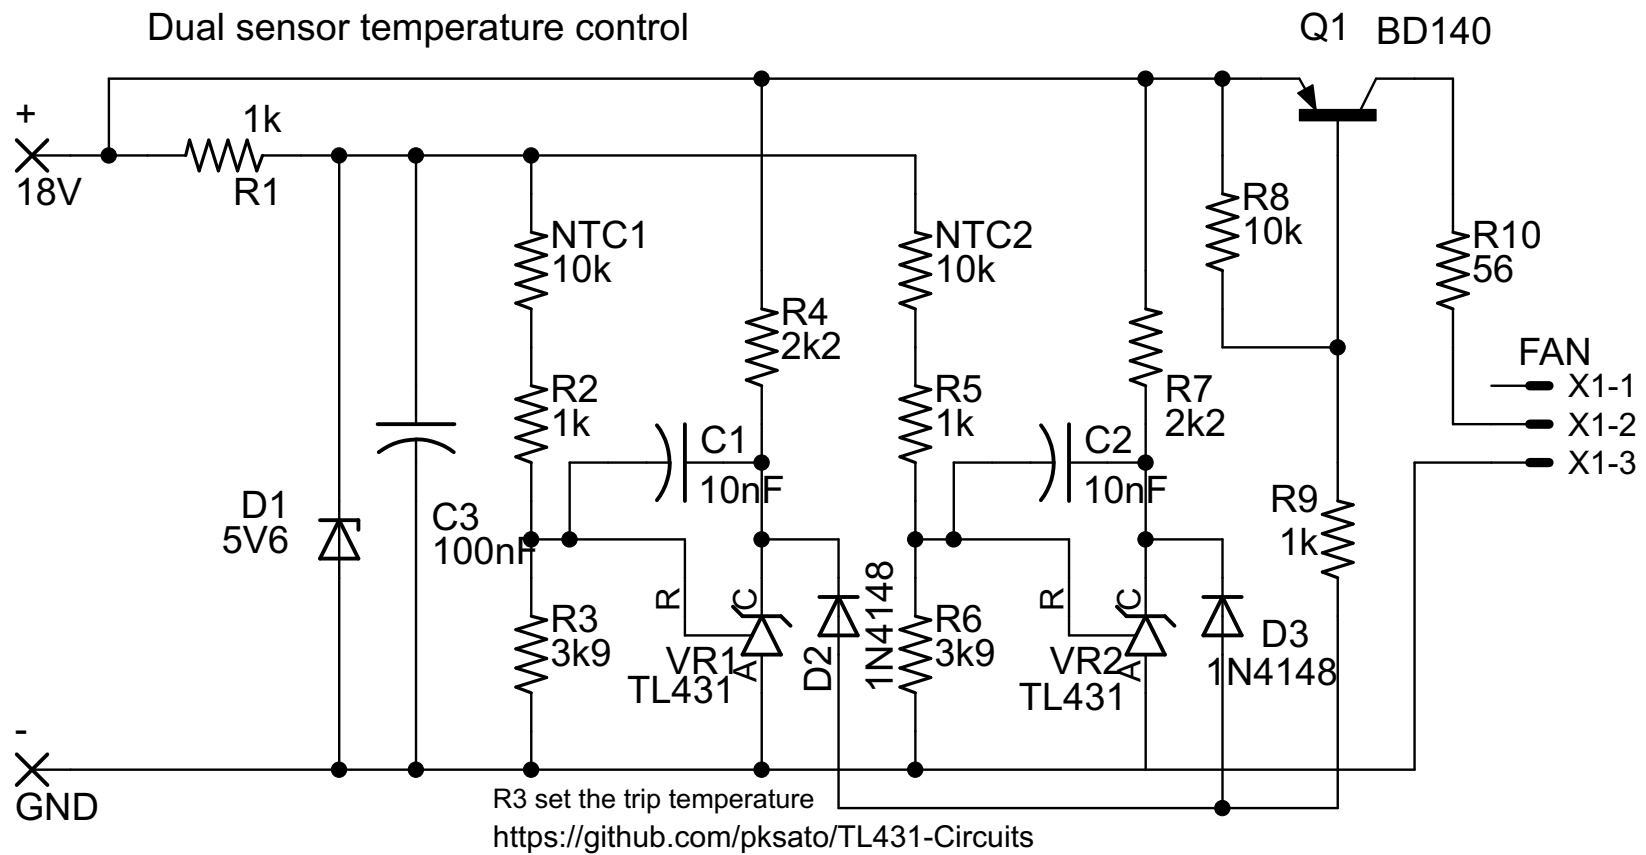 Dual sensor temperature control
Q1 BD140
+
18V
1k
R1
NTC1
10k
R4
2k2
NTC2
10k
R8
10k
R10
56
R2
1k
C1
10nF
R5
1k
C2
10nF
R7
2k2
FAN
X1-1
X1-2
X1-3
D1
5V6
C3
100nF
R9
1k
R3
3k9
R
C
A
VR1
TL431
D2
1N4148
R6
3k9
R
C
A
VR2
TL431
D3
1N4148
-
GND
R3 set the trip temperature
https://github.com/pksato/TL431-Circuits